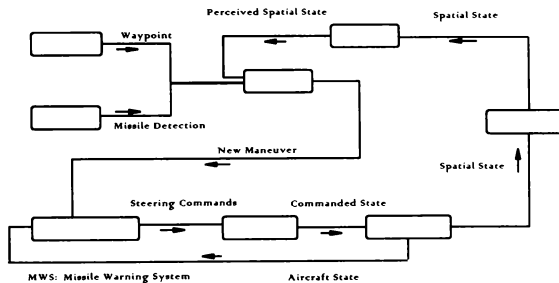 Perceived Spatial State
Spatial State
Waypoint
Missile Detection
New Maneuver
Spatial State
Steering Commands
Commanded State
MWS: Missile Warning System
Aircraft State